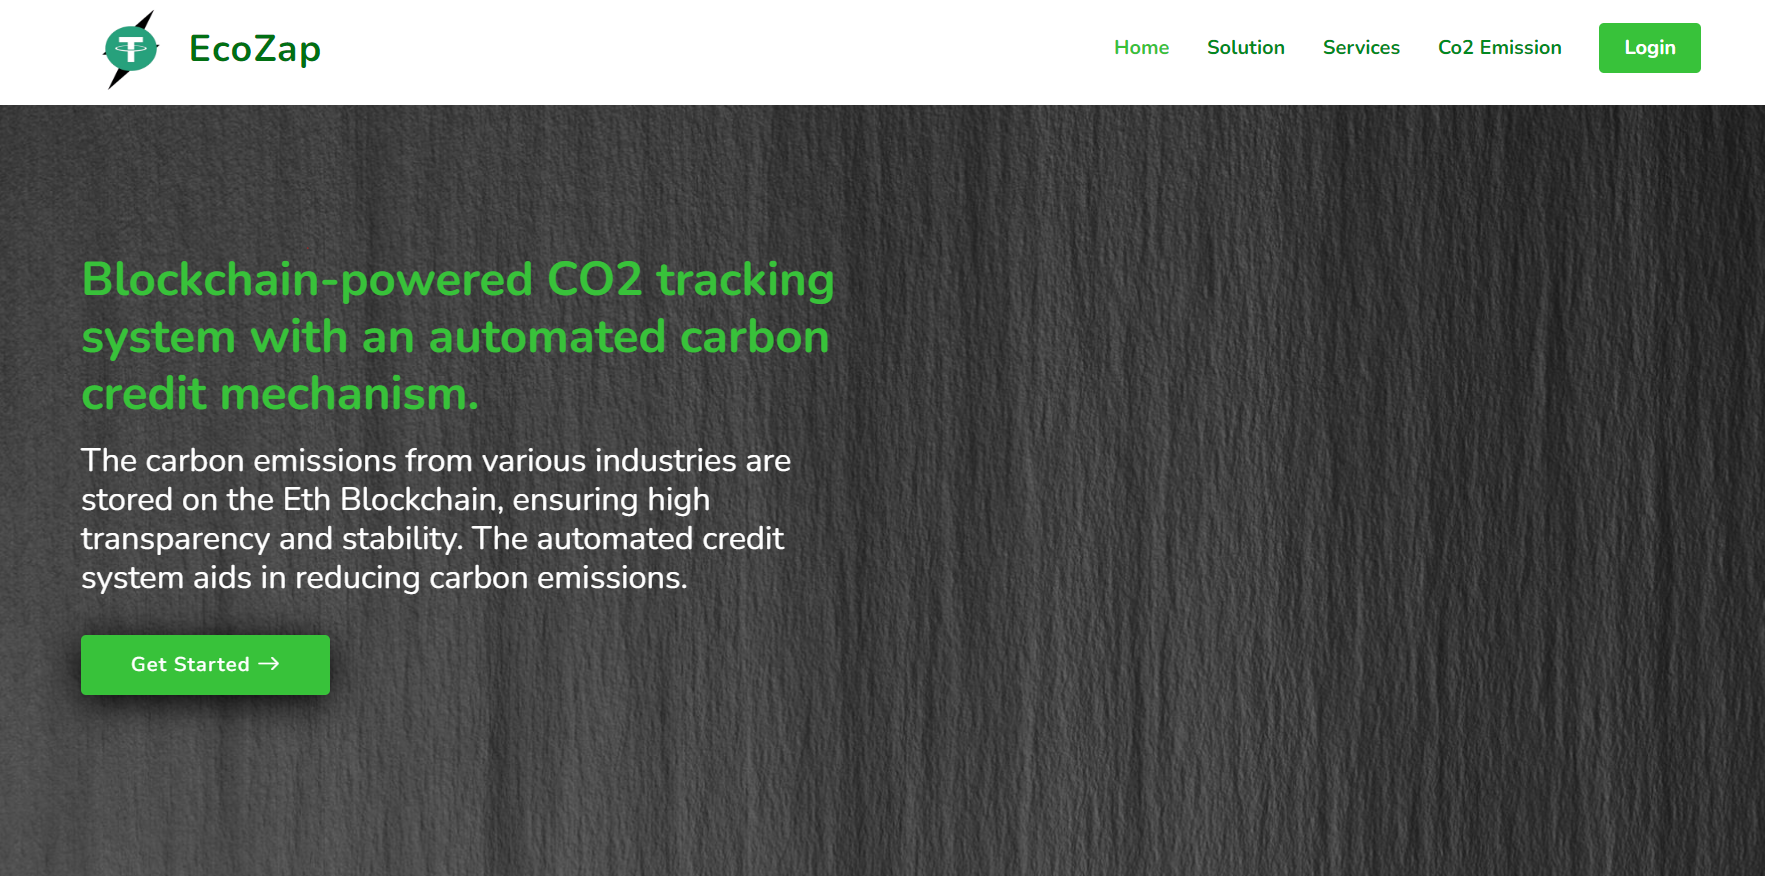 EcoZap
Home Solution Services Co2 Emission Login
Blockchain-powered CO2 tracking
system with an automated carbon
credit mechanism.
The carbon emissions from various industries are
stored on the Eth Blockchain, ensuring high
transparency and stability. The automated credit
system aids in reducing carbon emissions.
Get Started →